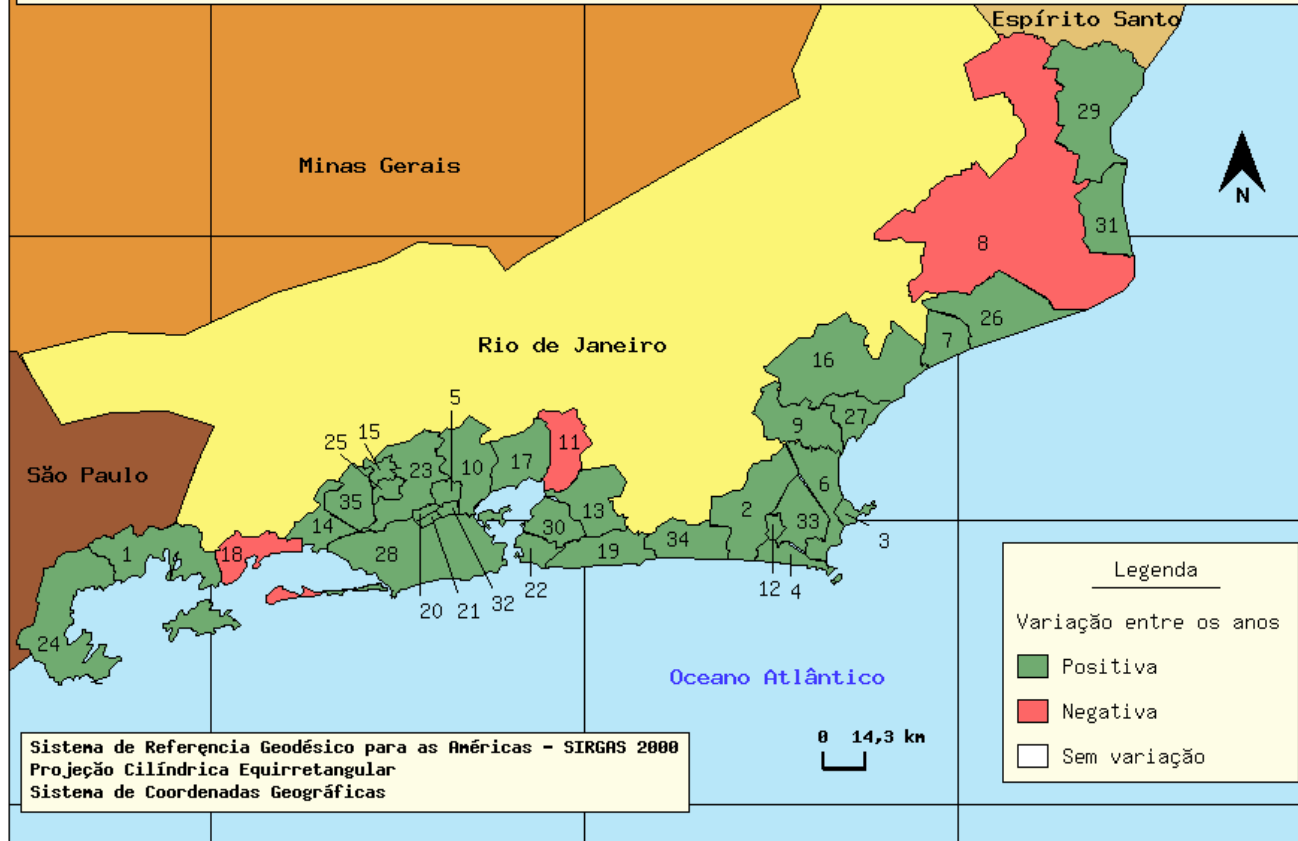 Espírito Santo
29
Minas Gerais
N
31
8
26
Rio de Janeiro
7
16
5
15
25
27
9
11
23
10
17
São Paulo
6
35
2
13
33
14
30
1
28
18
19
34
3
12
4
22
32
21
20
24
Legenda
Variação entre os anos
Positiva
Negativa
Sem variação
Oceano Atlântico
0 14,3 km
Sistema de Referençia Geodésico para as Américas - SIRGAS 2000
Projeção Cilíndrica Equirretangular
Sistema de Coordenadas Geográficas